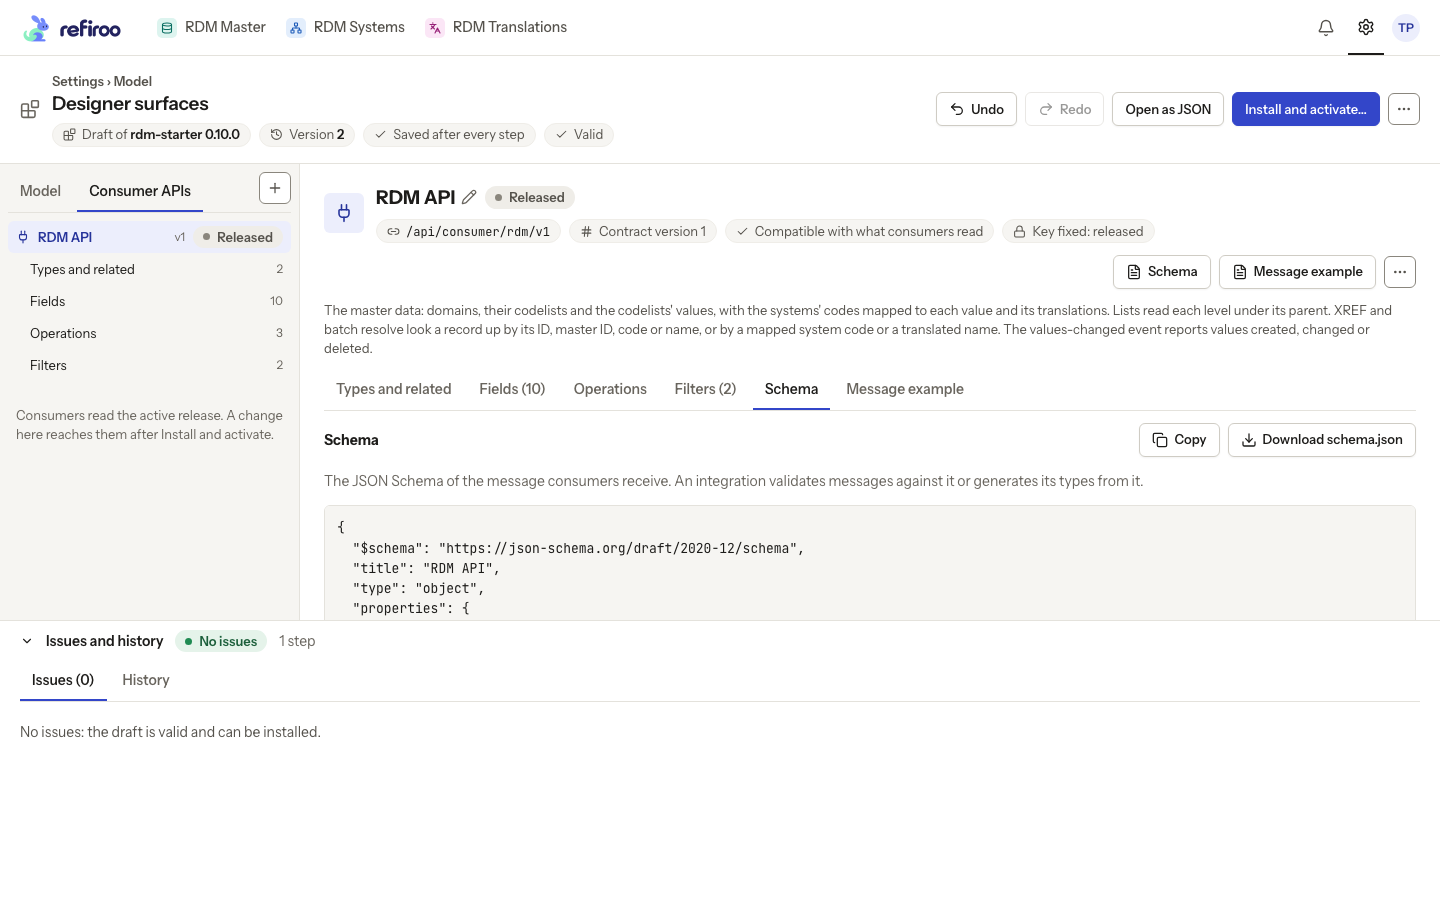 refiroo
RDM Master
RDM Systems
RDM Translations
TP
Settings › Model
Designer surfaces
Draft of rdm-starter 0.10.0
Version 2
Saved after every step
Valid
Undo
Redo
Open as JSON
Install and activate...
Model
Consumer APIs
RDM API
v1
Released
Types and related
2
Fields
10
Operations
3
Filters
2
Consumers read the active release. A change
here reaches them after Install and activate.
RDM API
Released
/api/consumer/rdm/v1
Contract version 1
Compatible with what consumers read
Key fixed: released
Schema
Message example
The master data: domains, their codelists and the codelists' values, with the systems' codes mapped to each value and its translations. Lists read each level under its parent. XREF and
batch resolve look a record up by its ID, master ID, code or name, or by a mapped system code or a translated name. The values-changed event reports values created, changed or
deleted.
Types and related
Fields (10)
Operations
Filters (2)
Schema
Message example
Schema
Copy
Download schema.json
The JSON Schema of the message consumers receive. An integration validates messages against it or generates its types from it.
{
"$schema": "https://json-schema.org/draft/2020-12/schema",
"title": "RDM API",
"type": "object",
"properties": {
Issues and history
No issues
1 step
Issues (0)
History
No issues: the draft is valid and can be installed.